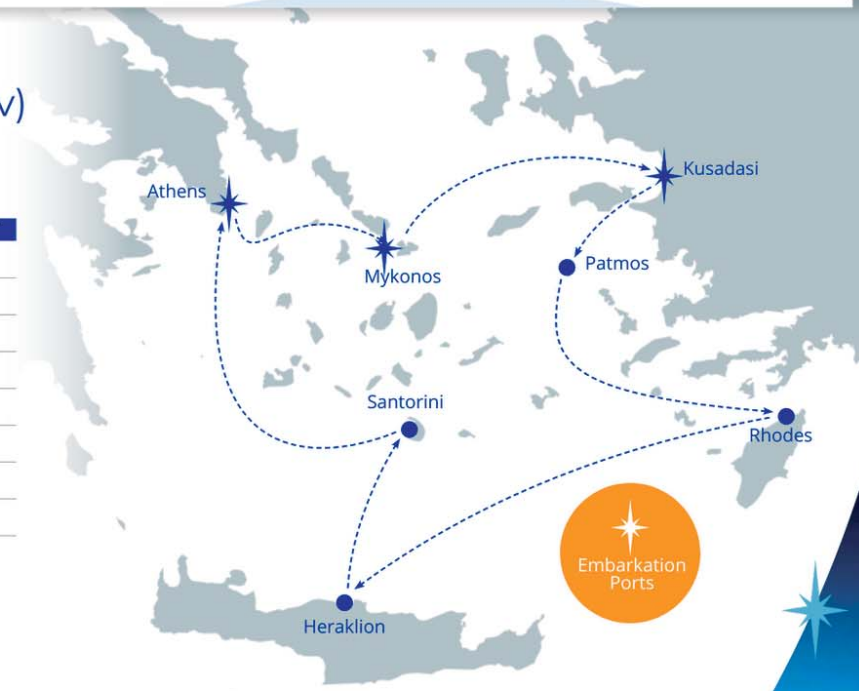 v)
Athens
Kusadasi
Mykonos
Patmos
Santorini
Rhodes
Embarkation
Ports
Heraklion